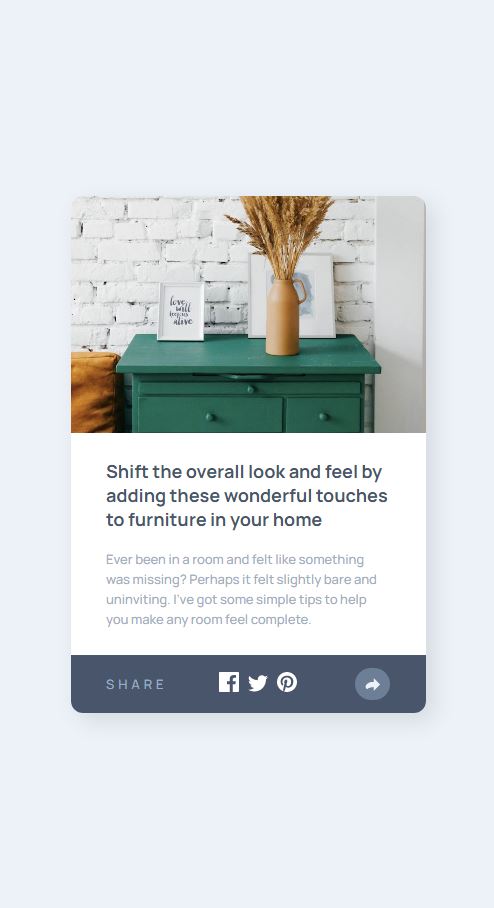 love
will
keep us
alive
Shift the overall look and feel by
adding these wonderful touches
to furniture in your home
Ever been in a room and felt like something
was missing? Perhaps it felt slightly bare and
uninviting. I've got some simple tips to help
you make any room feel complete.
SHARE